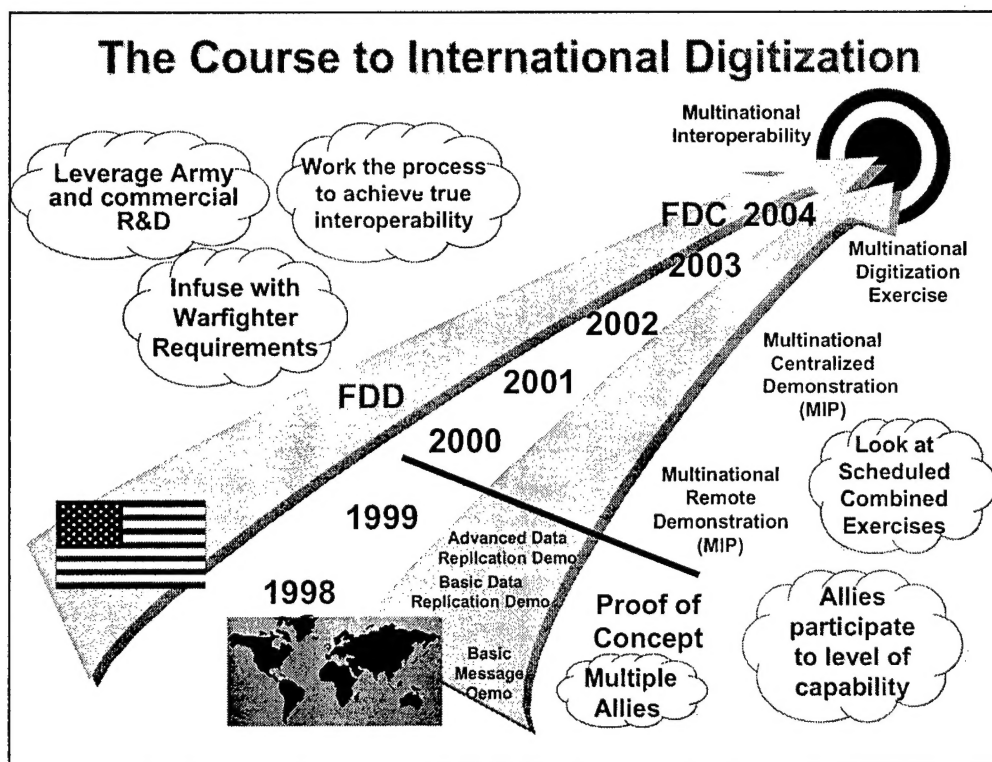 The Course to International Digitization
Multinational
Interoperability
Leverage Army
and commercial
R&D
Work the process
to achieve true
interoperability
Infuse with
Warfighter
Requirements
FDC 2004
2003
2002
2001
2000
1999
1998
FDD
Multinational
Digitization
Exercise
Multinational
Centralized
Demonstration
(MIP)
Look at
Scheduled
Combined
Exercises
Multinational
Remote
Demonstration
(MIP)
Advanced Data
Replication Demo
Basic Data
Replication Demo
Basic
Message
Oemo
Proof of
Concept
Multiple
Allies
Allies
participate
to level of
capability